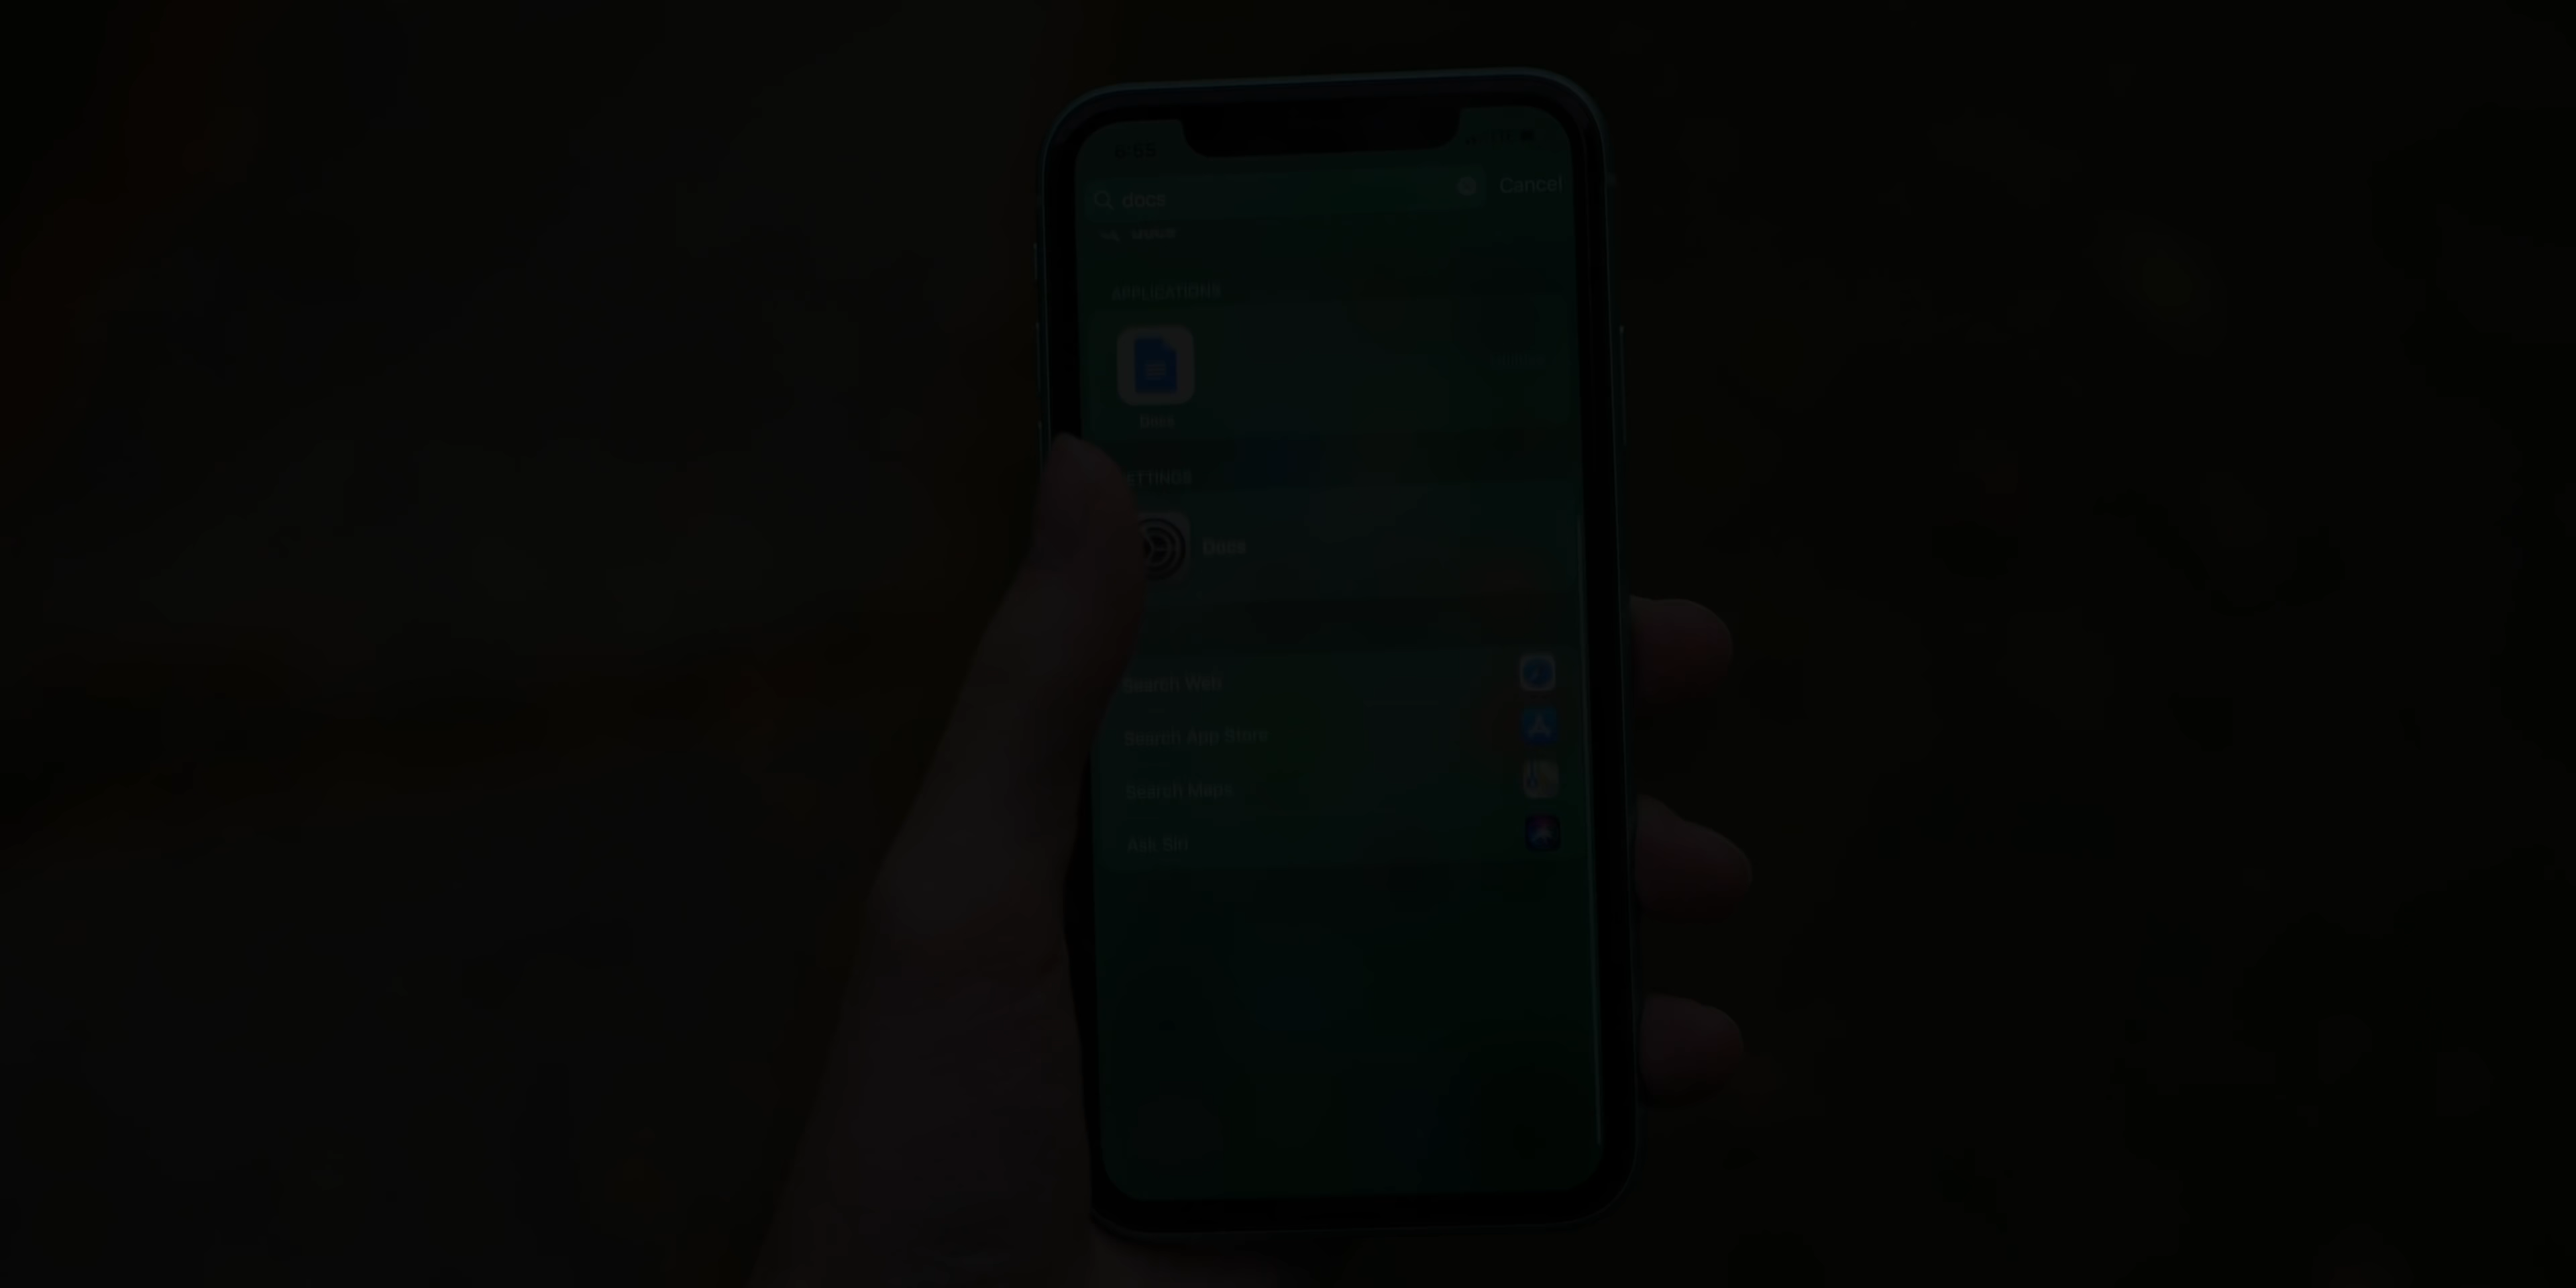 docs
Cancel
APPLICATIONS
Docs
Docs
Search Web
Search App Store
Search Maps
Ask Siri